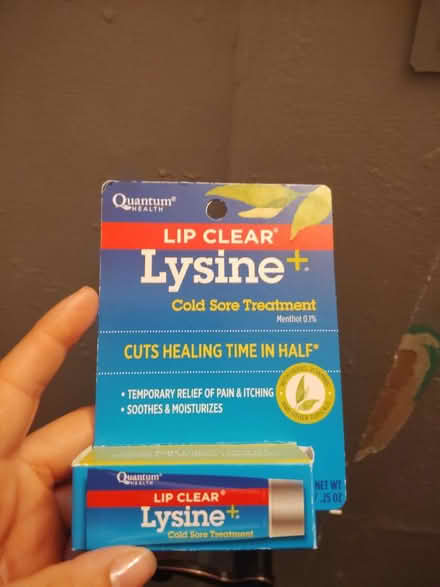 Quantum®
HEALTH
LIP CLEAR®
Lysine+
Cold Sore Treatment
Menthol 0.1%
CUTS HEALING TIME IN HALF*
• TEMPORARY RELIEF OF PAIN & ITCHING
• SOOTHES & MOISTURIZES
NET WT
.25 OZ
Quantum®
HEALTH
LIP CLEAR®
Lysine+
Cold Sore Treatment